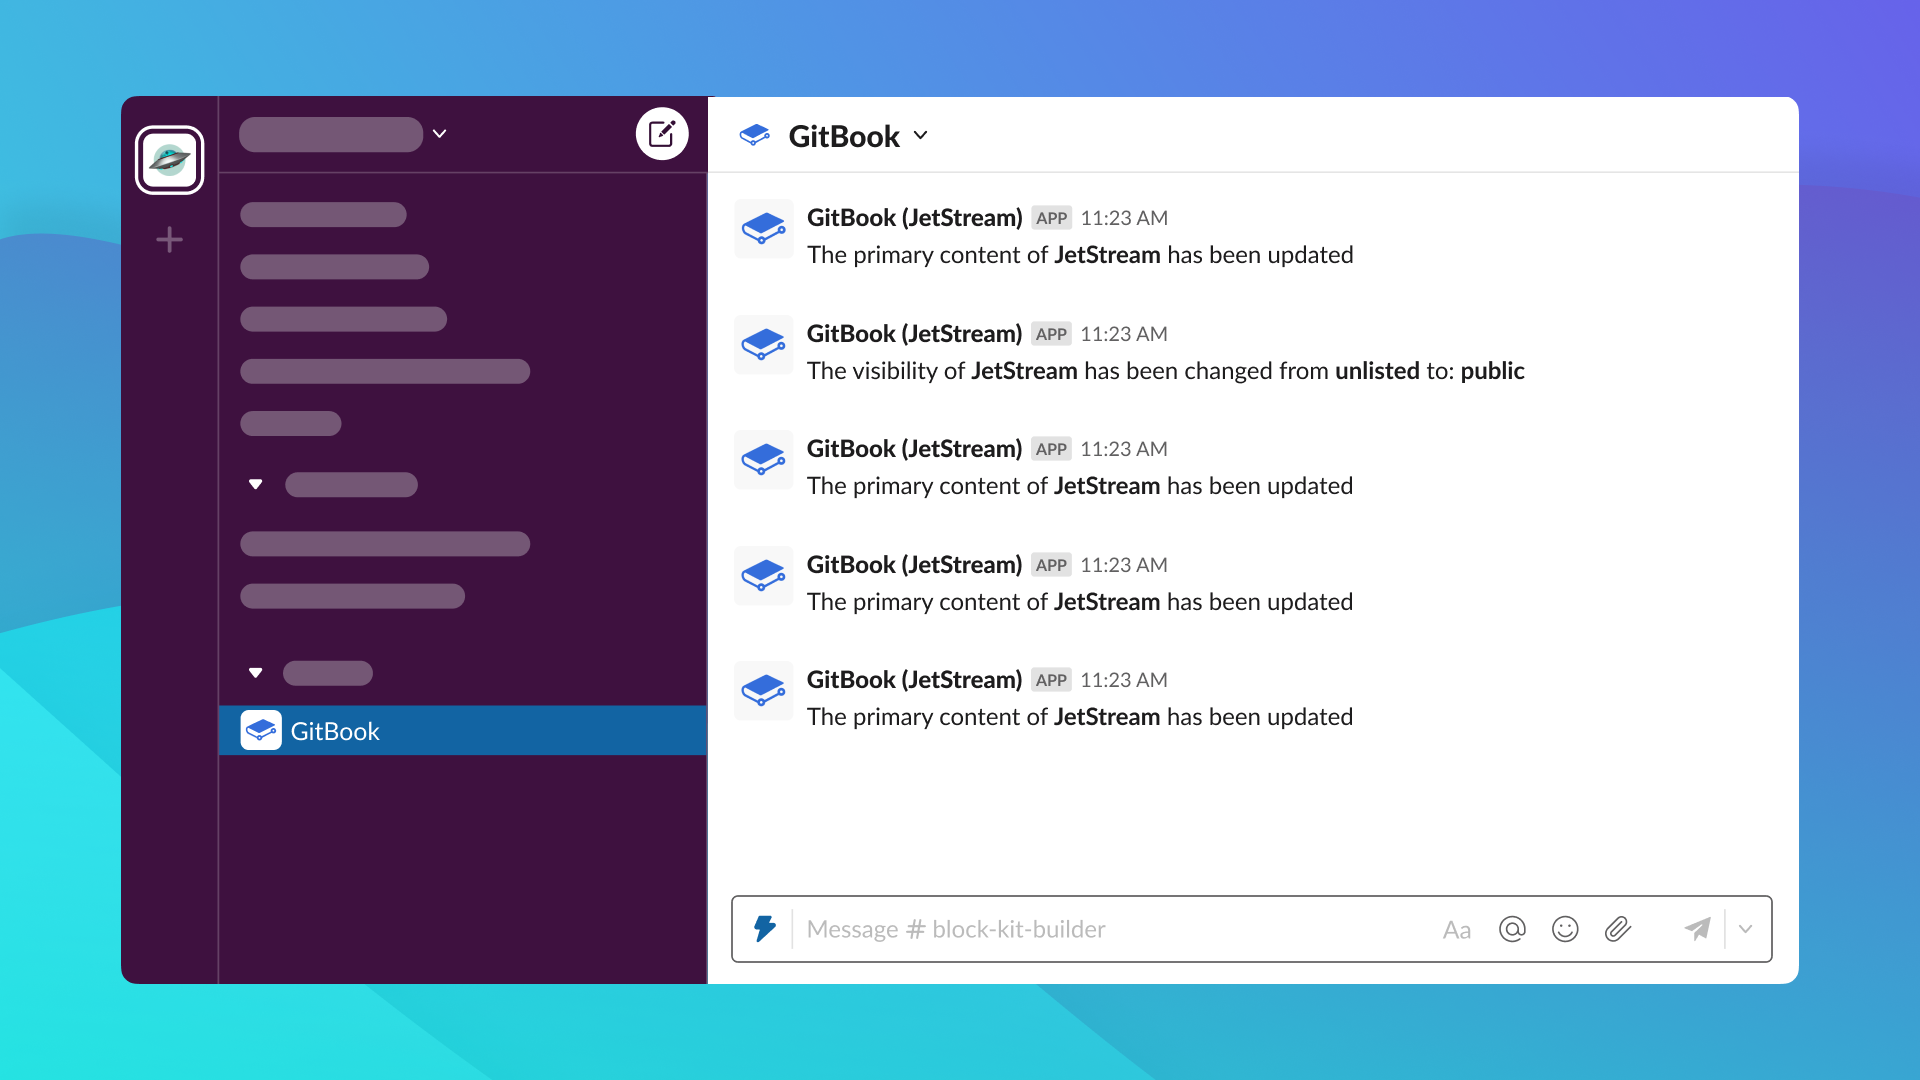 GitBook
GitBook (JetStream) APP 11:23 AM
The primary content of JetStream has been updated
GitBook (JetStream) APP 11:23 AM
The visibility of JetStream has been changed from unlisted to: public
GitBook (JetStream) APP 11:23 AM
The primary content of JetStream has been updated
GitBook (JetStream) APP 11:23 AM
The primary content of JetStream has been updated
GitBook (JetStream) APP 11:23 AM
The primary content of JetStream has been updated
GitBook
Message # block-kit-builder
Aa